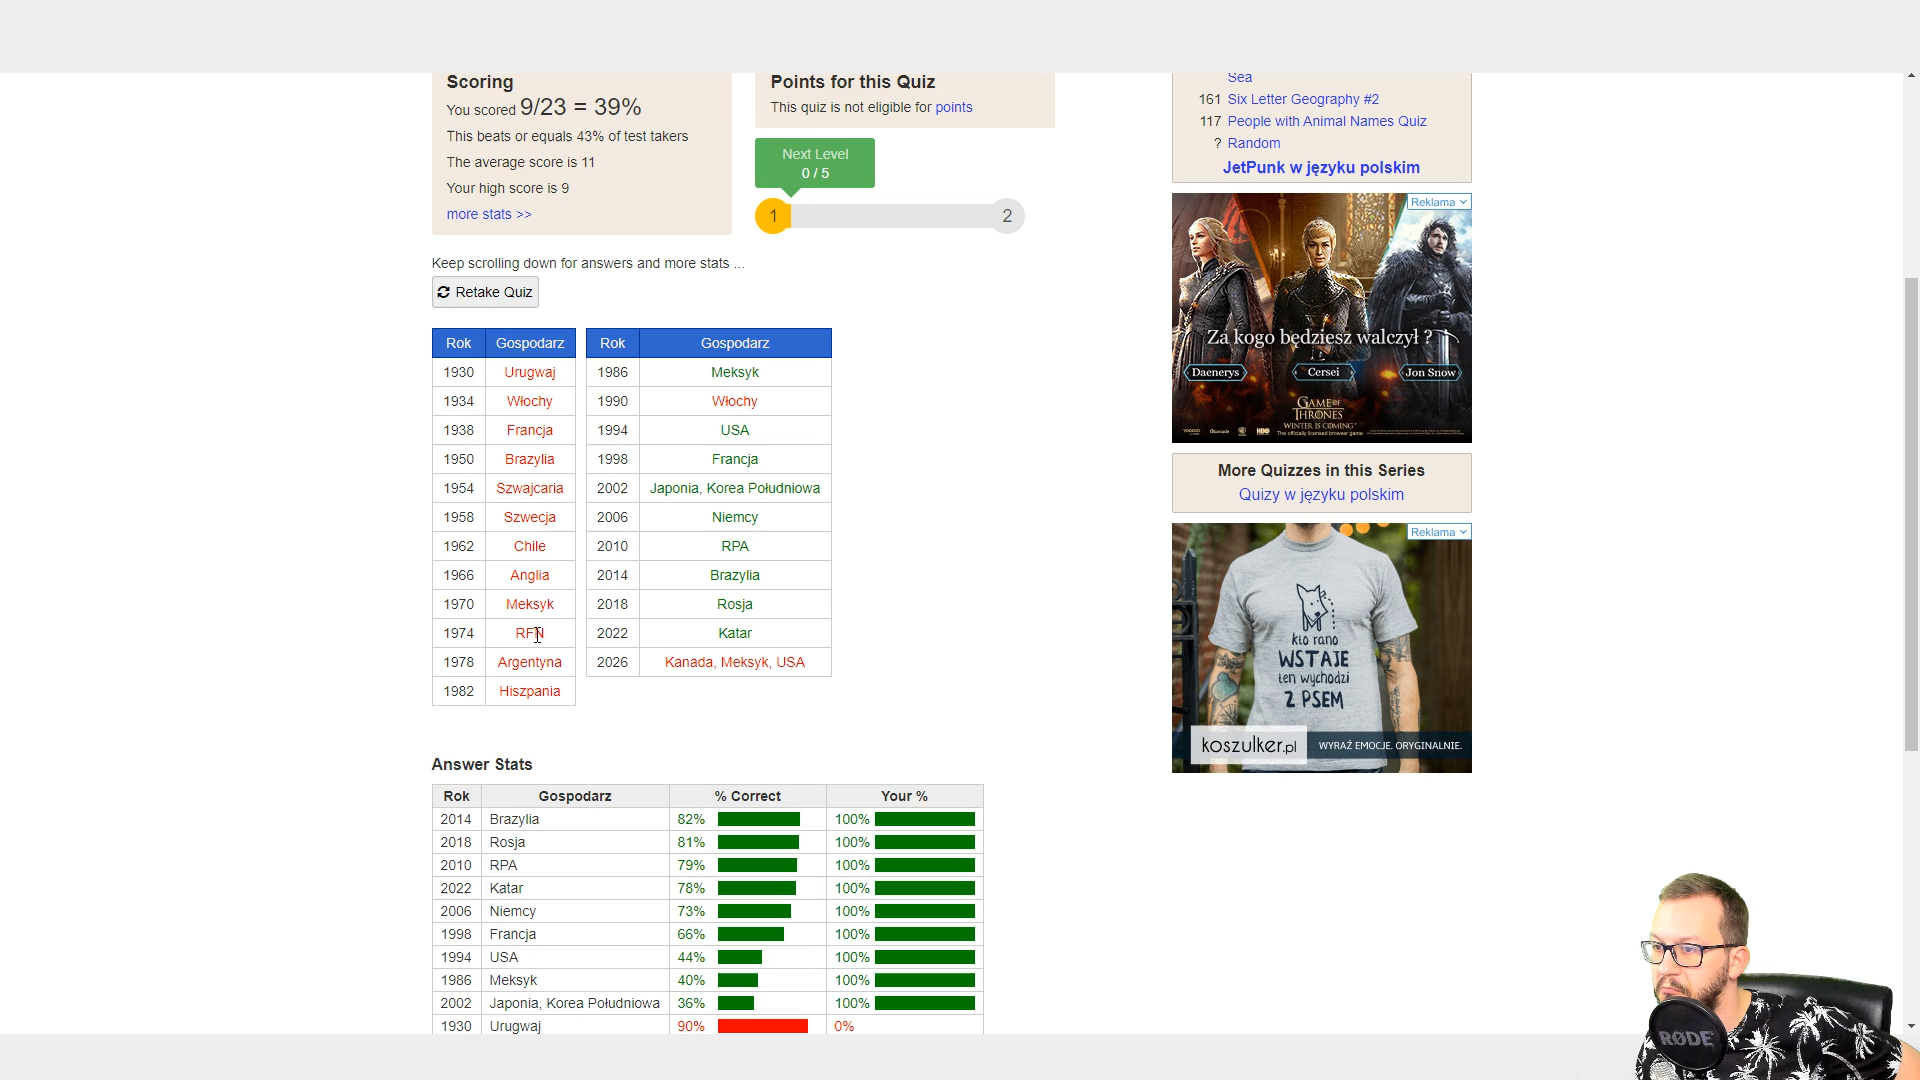 Scoring
You scored 9/23 = 39%
This beats or equals 43% of test takers
The average score is 11
Your high score is 9
more stats >>
Points for this Quiz
This quiz is not eligible for points
Next Level
0 / 5
1
2
Keep scrolling down for answers and more stats ...
Retake Quiz
Rok Gospodarz
1930 Urugwaj
1934 Włochy
1938 Francja
1950 Brazylia
1954 Szwajcaria
1958 Szwecja
1962 Chile
1966 Anglia
1970 Meksyk
1974 RFN
1978 Argentyna
1982 Hiszpania
Rok Gospodarz
1986 Meksyk
1990 Włochy
1994 USA
1998 Francja
2002 Japonia, Korea Południowa
2006 Niemcy
2010 RPA
2014 Brazylia
2018 Rosja
2022 Katar
2026 Kanada, Meksyk, USA
Answer Stats
Rok Gospodarz % Correct Your %
2014 Brazylia 82% 100%
2018 Rosja 81% 100%
2010 RPA 79% 100%
2022 Katar 78% 100%
2006 Niemcy 73% 100%
1998 Francja 66% 100%
1994 USA 44% 100%
1986 Meksyk 40% 100%
2002 Japonia, Korea Południowa 36% 100%
1930 Urugwaj 90% 0%
Sea
161 Six Letter Geography #2
117 People with Animal Names Quiz
? Random
JetPunk w języku polskim
Reklama
Za kogo będziesz walczył ?
Daenerys Cersei Jon Snow
GAME OF
THRONES
WINTER IS COMING
The officially licensed browser game
More Quizzes in this Series
Quizy w języku polskim
Reklama
kto rano
WSTAJE
ten wychodzi
Z PSEM
koszulker.pl WYRAŹ EMOCJE. ORYGINALNIE.
RØDE